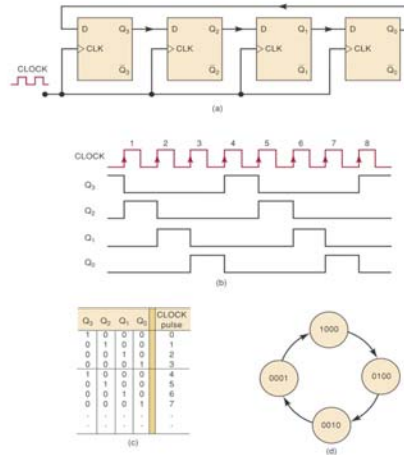 D Q₃ D Q₂ D Q₁ D Q₀
CLK CLK CLK CLK
Q̅₃ Q̅₂ Q̅₁ Q̅₀
CLOCK
(a)
1 2 3 4 5 6 7 8
CLOCK
Q₃
Q₂
Q₁
Q₀
(b)
Q₃ Q₂ Q₁ Q₀ CLOCK pulse
1 0 0 0 0
0 1 0 0 1
0 0 1 0 2
0 0 0 1 3
1 0 0 0 4
0 1 0 0 5
0 0 1 0 6
0 0 0 1 7
. . . . .
. . . . .
(c)
1000
0001 0100
0010
(d)